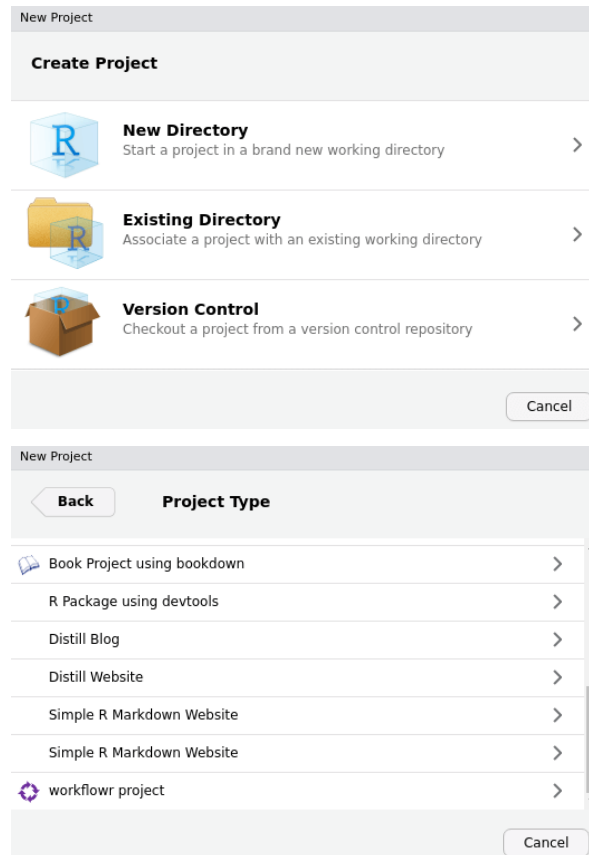 New Project
Create Project
New Directory
Start a project in a brand new working directory
Existing Directory
Associate a project with an existing working directory
Version Control
Checkout a project from a version control repository
Cancel
New Project
Back Project Type
Book Project using bookdown
R Package using devtools
Distill Blog
Distill Website
Simple R Markdown Website
Simple R Markdown Website
workflowr project
Cancel